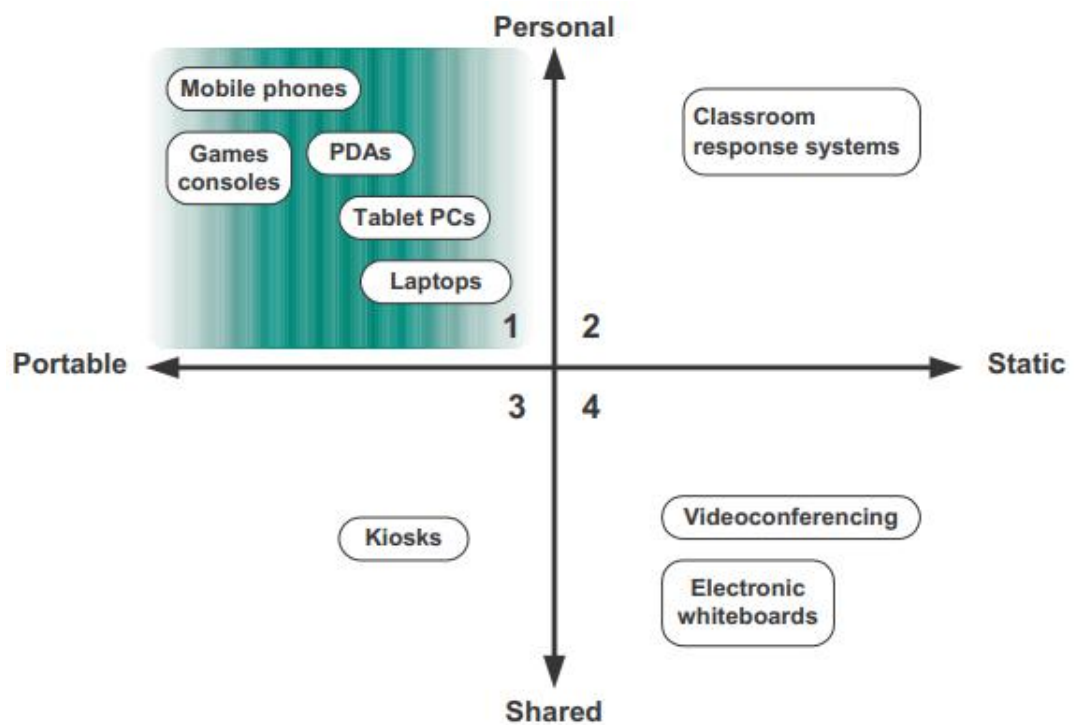 Personal
Mobile phones
Classroom
response systems
Games
consoles
PDAs
Tablet PCs
Laptops
1
2
Portable
Static
3
4
Kiosks
Videoconferencing
Electronic
whiteboards
Shared